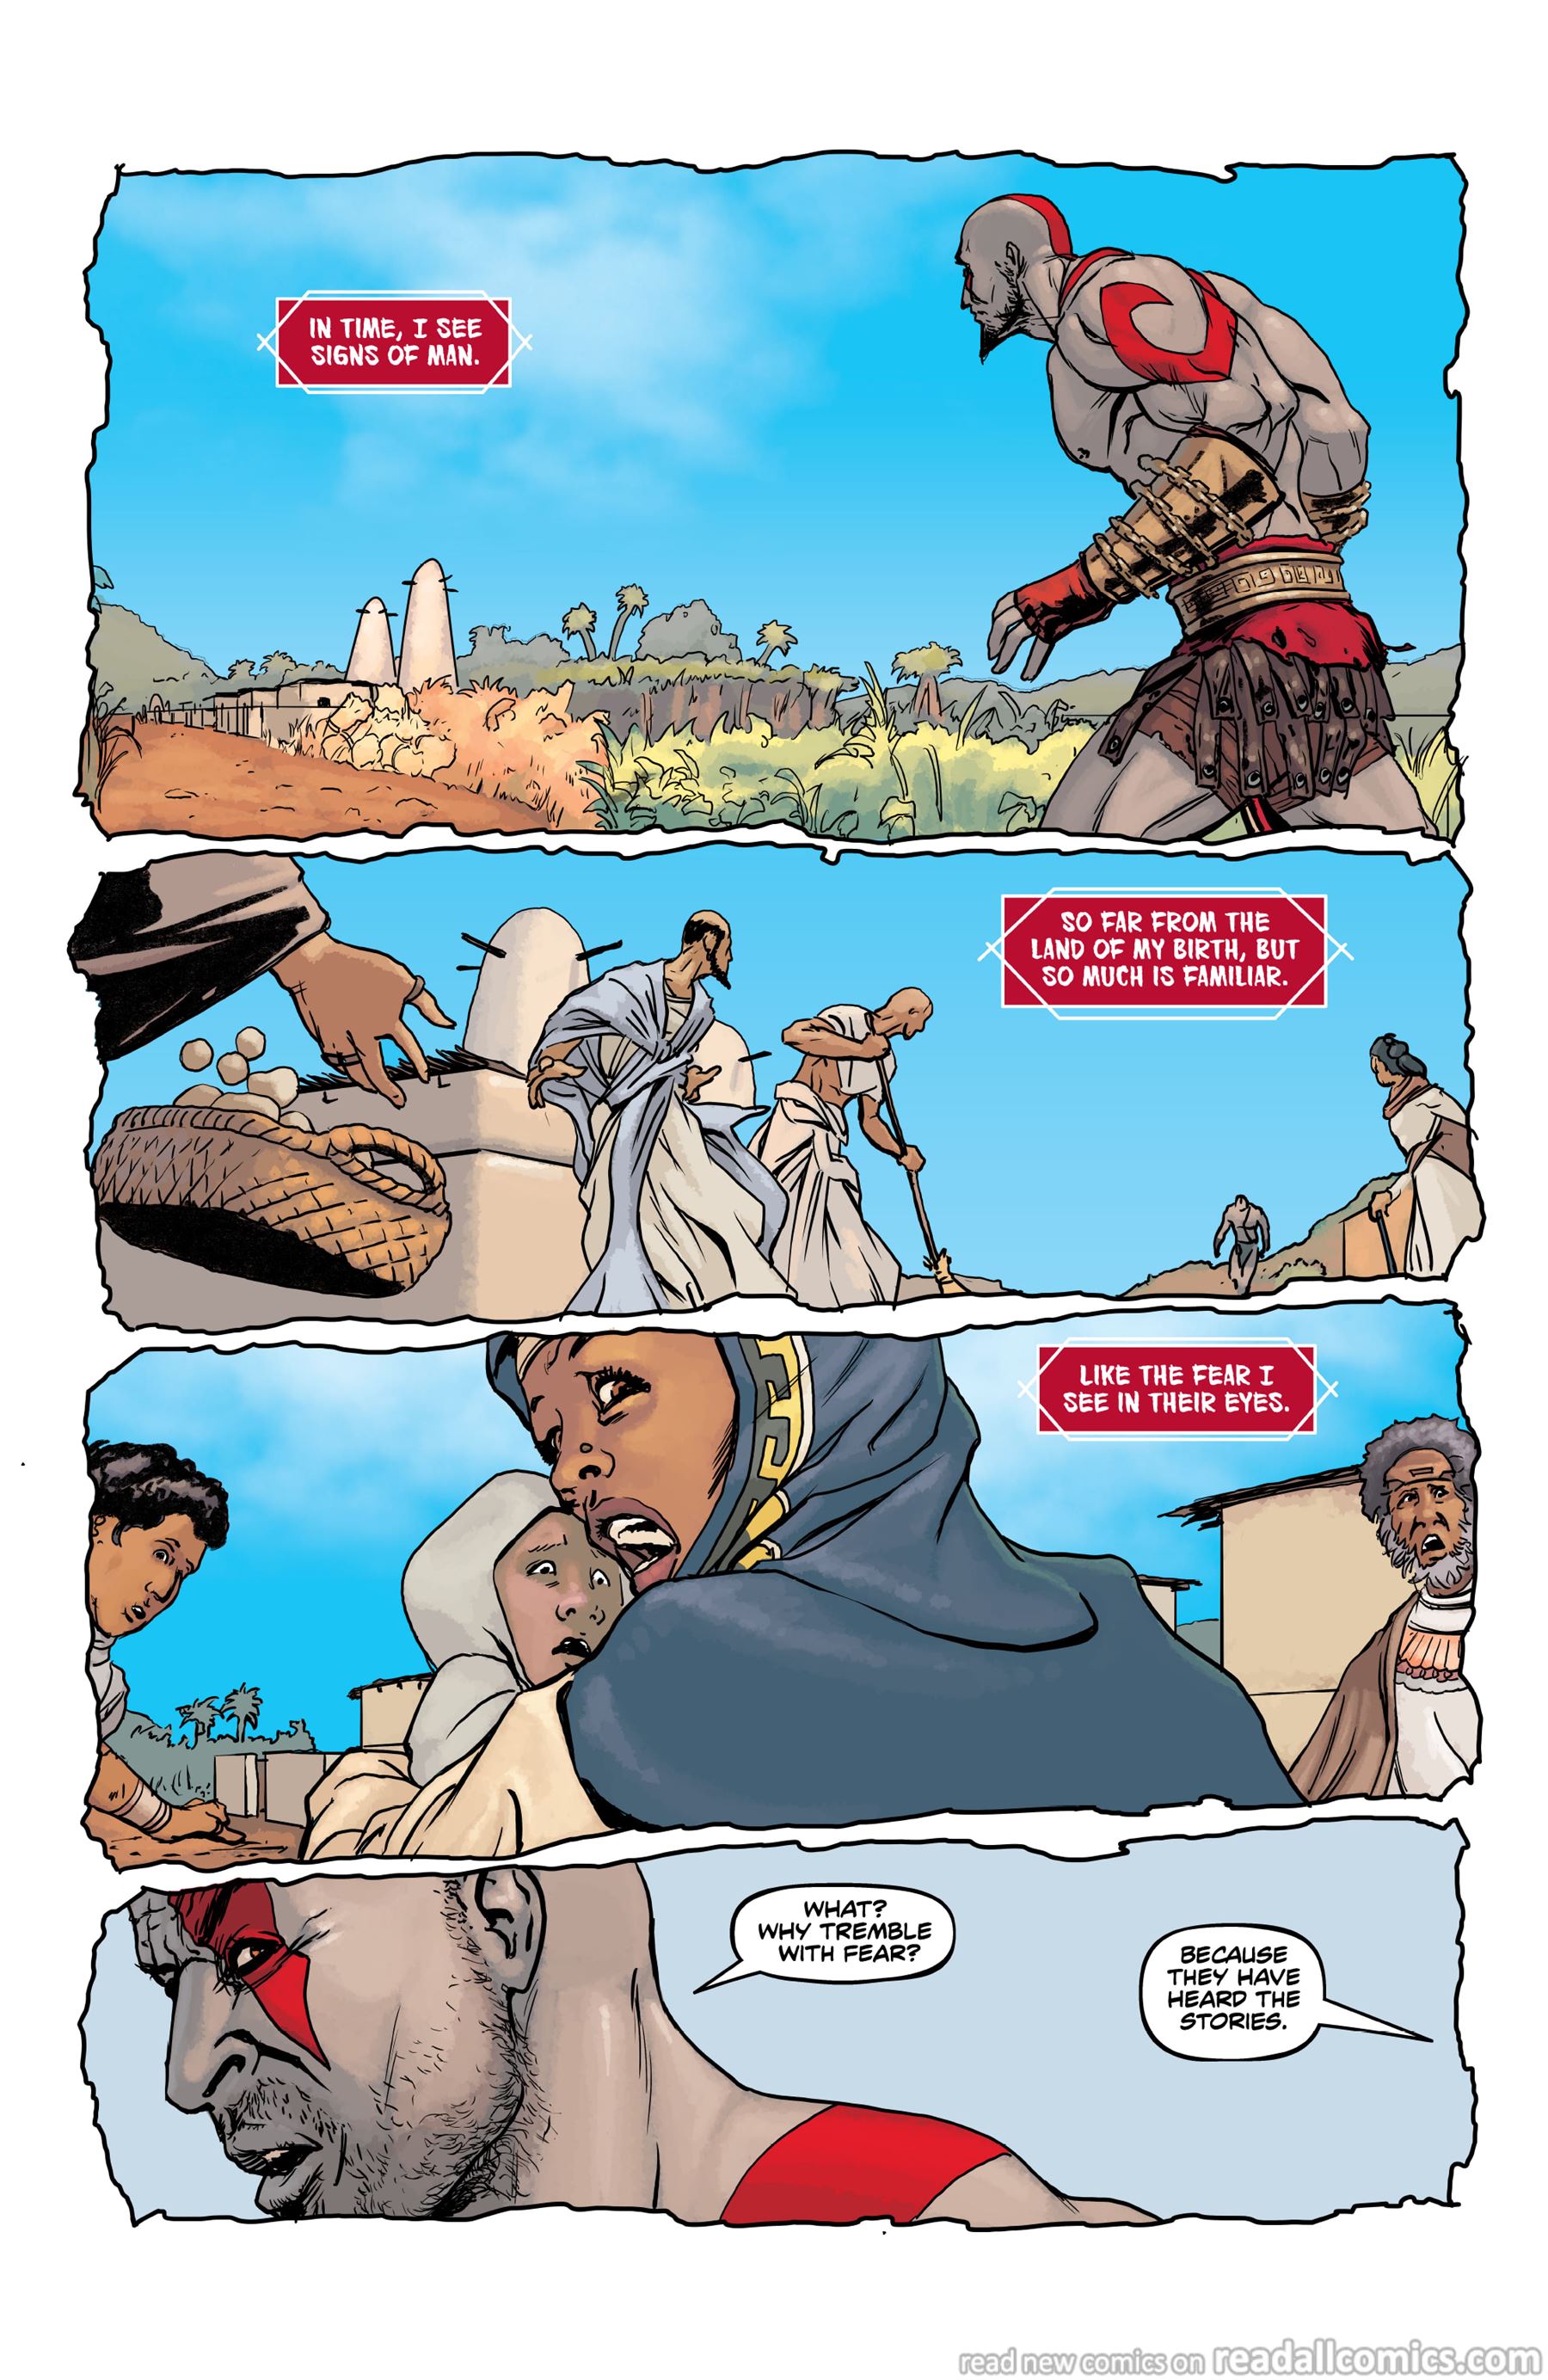 IN TIME, I SEE
SIGNS OF MAN.
SO FAR FROM THE
LAND OF MY BIRTH, BUT
SO MUCH IS FAMILIAR.
LIKE THE FEAR I
SEE IN THEIR EYES.
WHAT?
WHY TREMBLE
WITH FEAR?
BECAUSE
THEY HAVE
HEARD THE
STORIES.
read new comics on readallcomics.com